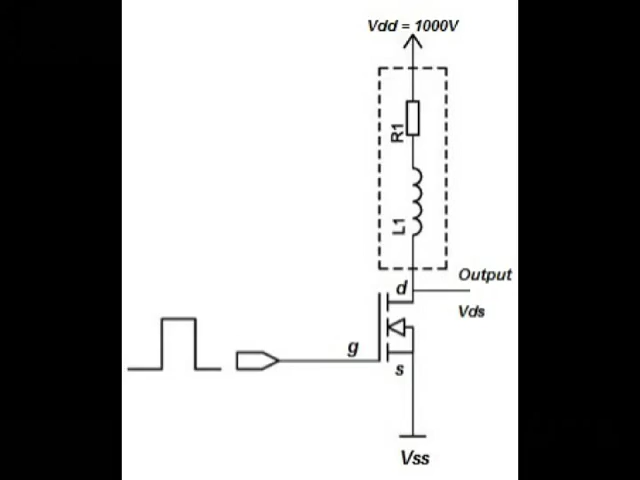 Vdd = 1000V
R1
L1
Output
d
Vds
g
s
Vss